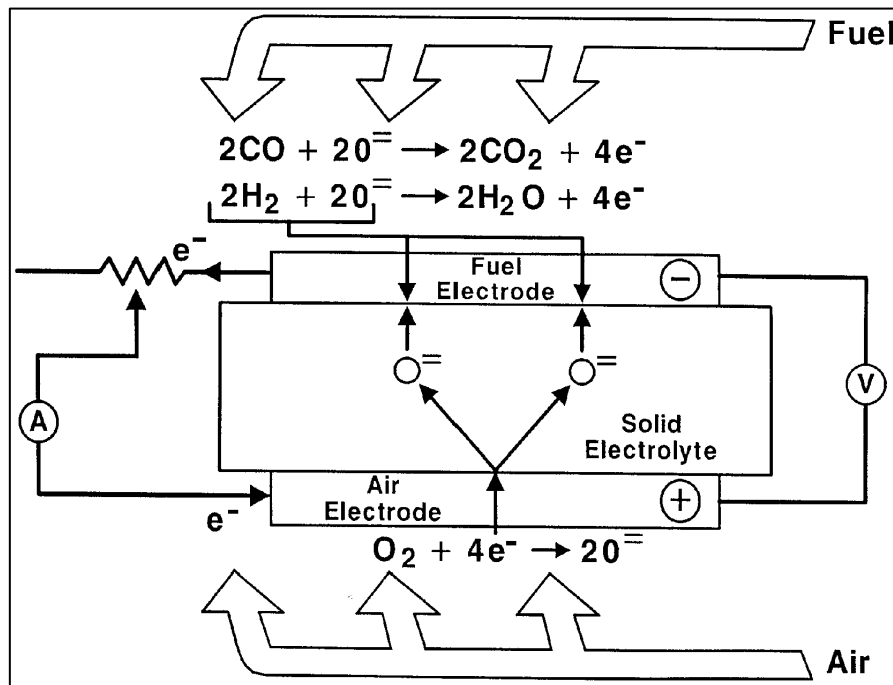 Fuel
2CO + 2O⁼ → 2CO₂ + 4e⁻
2H₂ + 2O⁼ → 2H₂O + 4e⁻
e⁻
Fuel
Electrode
−
O⁼
O⁼
A
V
Solid
Electrolyte
Air
Electrode
+
e⁻
O₂ + 4e⁻ → 2O⁼
Air